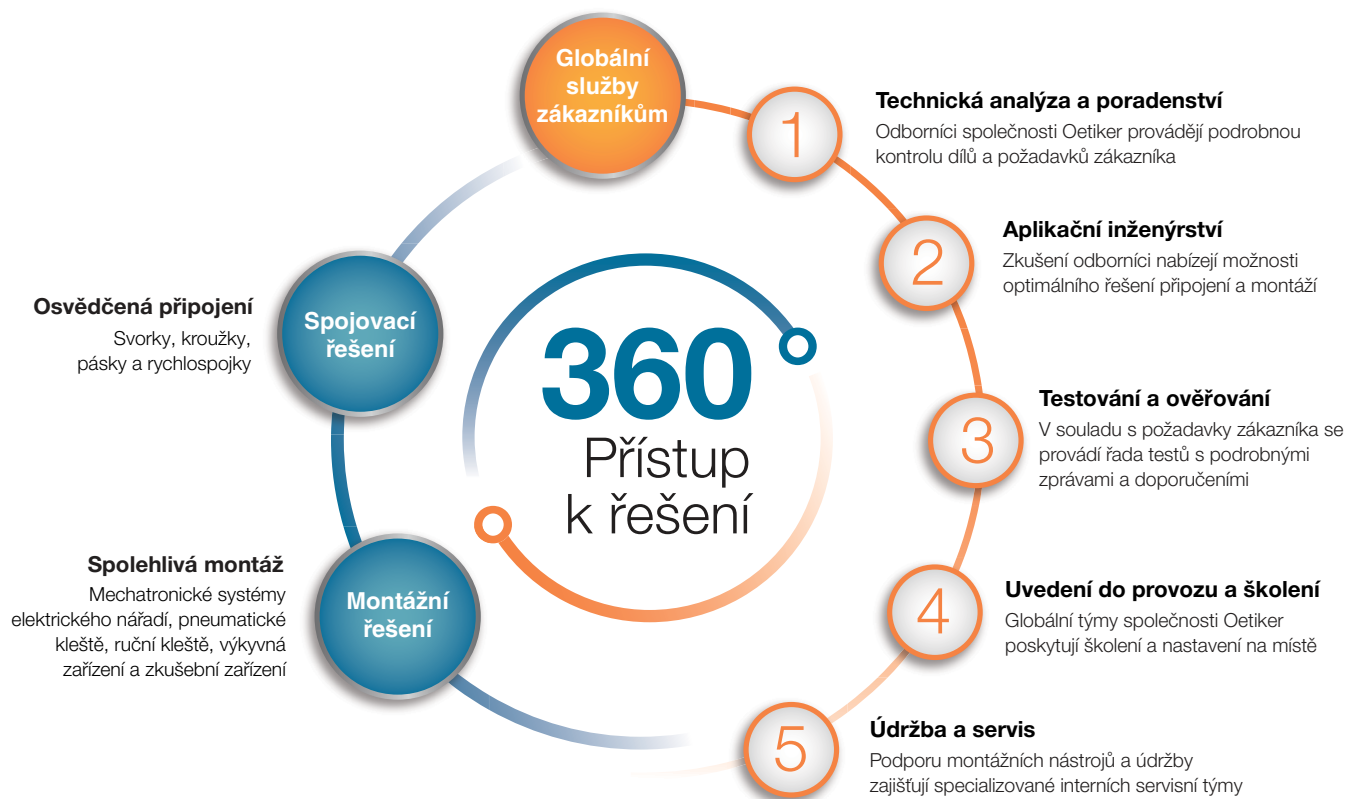 Globální
služby
zákazníkům
1
Technická analýza a poradenství
Odborníci společnosti Oetiker provádějí podrobnou
kontrolu dílů a požadavků zákazníka
2
Aplikační inženýrství
Zkušení odborníci nabízejí možnosti
optimálního řešení připojení a montáží
3
Testování a ověřování
V souladu s požadavky zákazníka se
provádí řada testů s podrobnými
zprávami a doporučeními
4
Uvedení do provozu a školení
Globální týmy společnosti Oetiker
poskytují školení a nastavení na místě
5
Údržba a servis
Podporu montážních nástrojů a údržby
zajišťují specializované interních servisní týmy
Osvědčená připojení
Svorky, kroužky,
pásky a rychlospojky
Spojovací
řešení
360
Přístup
k řešení
Spolehlivá montáž
Mechatronické systémy
elektrického nářadí, pneumatické
kleště, ruční kleště, výkyvná
zařízení a zkušební zařízení
Montážní
řešení